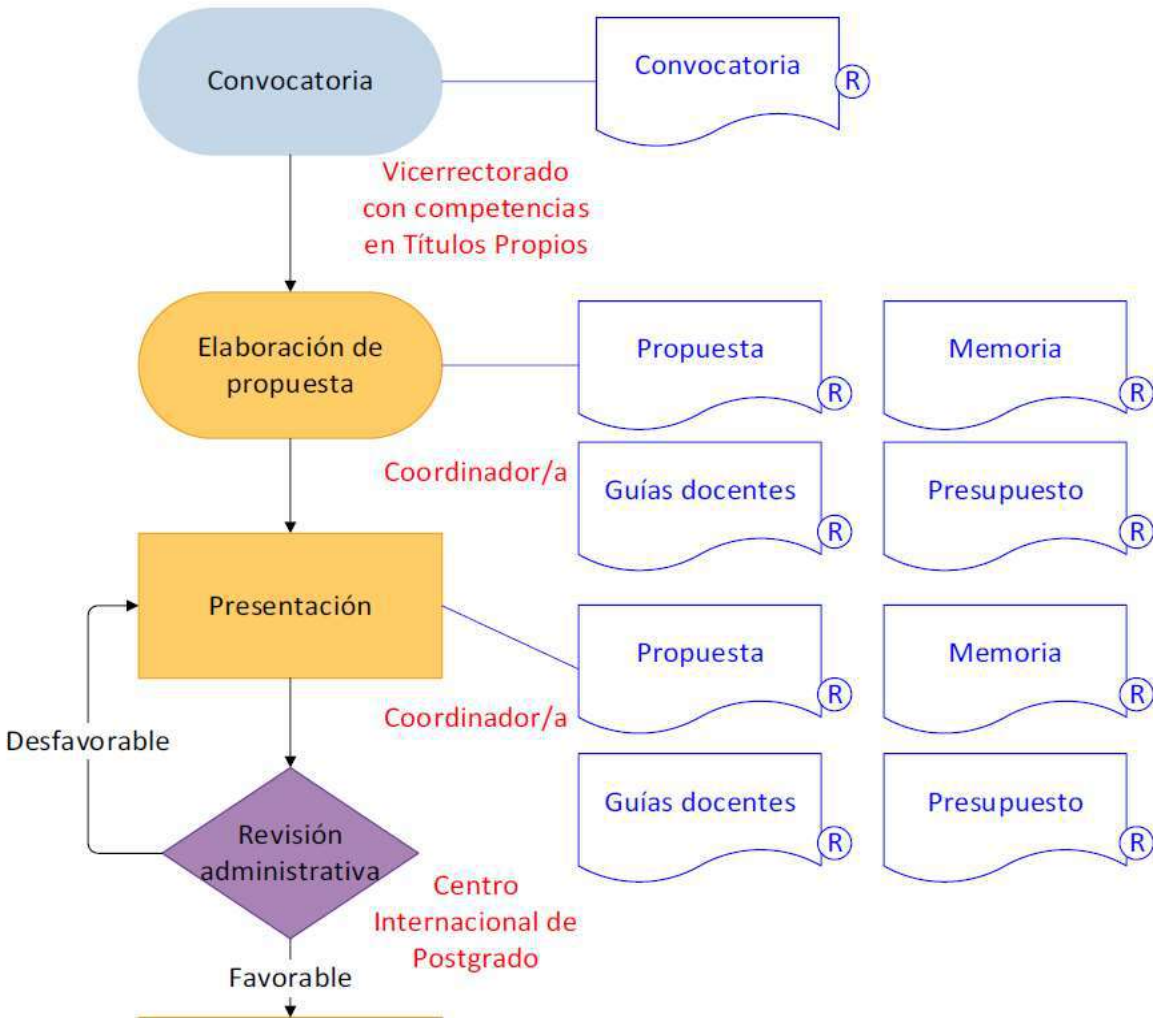 Convocatoria
Convocatoria
R
Vicerrectorado
con competencias
en Títulos Propios
Elaboración de
propuesta
Propuesta
R
Memoria
R
Coordinador/a
Guías docentes
R
Presupuesto
R
Presentación
Propuesta
R
Memoria
R
Coordinador/a
Desfavorable
Guías docentes
R
Presupuesto
R
Revisión
administrativa
Centro
Internacional de
Postgrado
Favorable